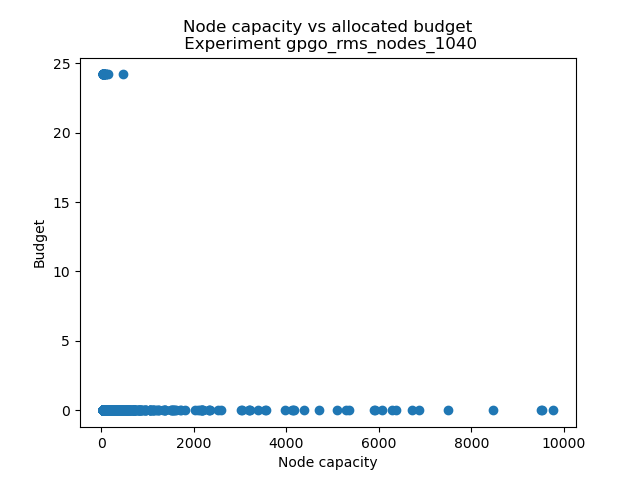 Node capacity vs allocated budget
Experiment gpgo_rms_nodes_1040
25
20
15
10
5
0
Budget
0 2000 4000 6000 8000 10000
Node capacity